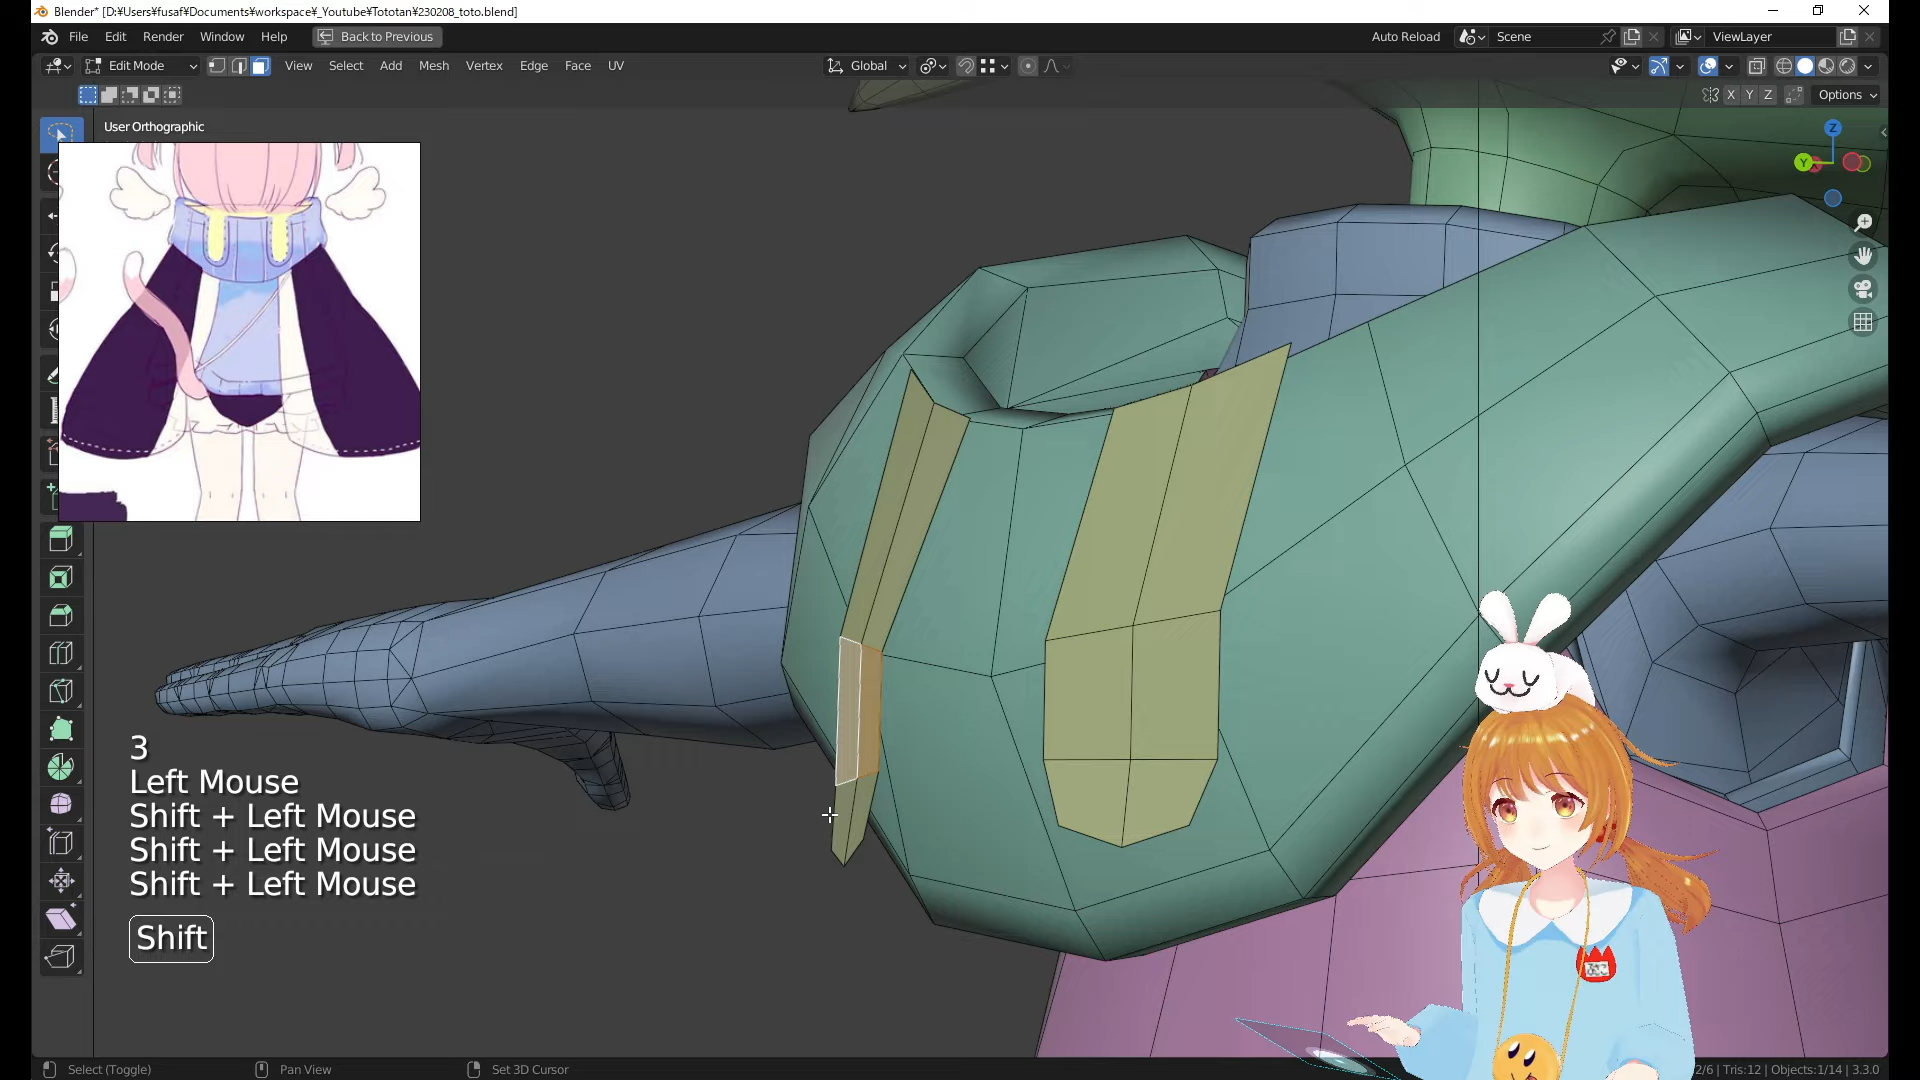 Blender* [D:¥Users¥fusaf¥Documents¥workspace¥_Youtube¥Tototan¥230208_toto.blend]
File Edit Render Window Help Back to Previous Auto Reload Scene ViewLayer
Edit Mode View Select Add Mesh Vertex Edge Face UV Global
X Y Z Options
User Orthographic
Z
Y
3
Left Mouse
Shift + Left Mouse
Shift + Left Mouse
Shift + Left Mouse
Shift
Select (Toggle) Pan View Set 3D Cursor 2/6 | Tris:12 | Objects:1/14 | 3.3.0